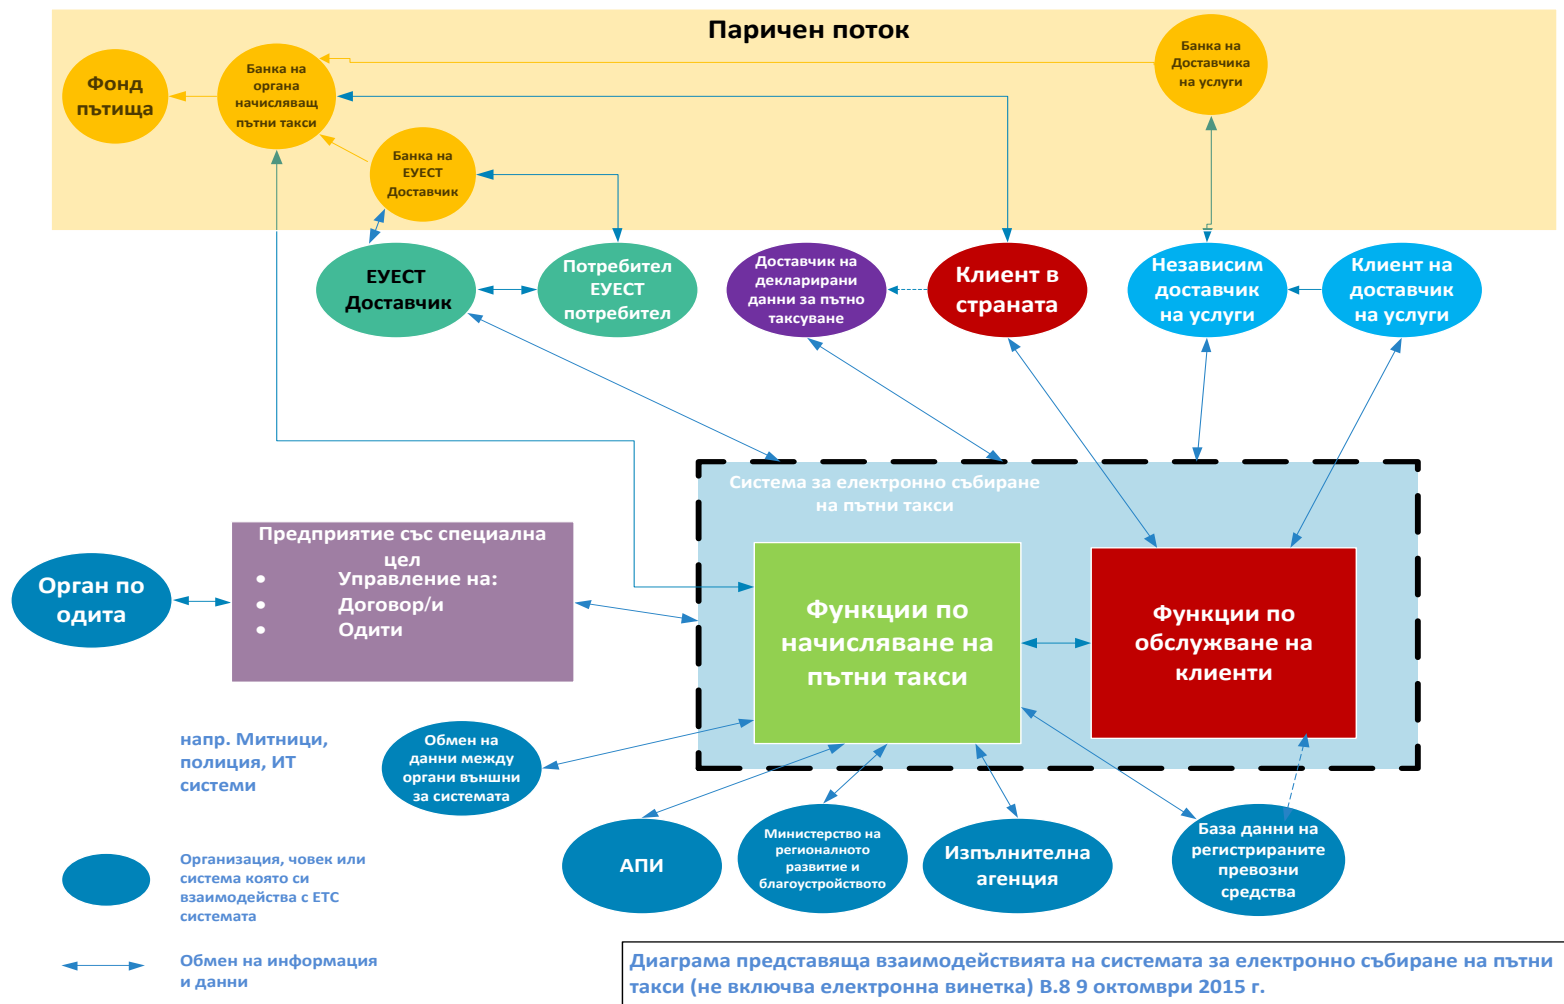 Паричен поток
Банка на
Доставчика
на услуги
Фонд
пътища
Банка на
органа
начисляващ
пътни такси
Банка на
ЕУЕСТ
Доставчик
ЕУЕСТ
Доставчик
Потребител
ЕУЕСТ
потребител
Доставчик на
декларирани
данни за пътно
таксуване
Клиент в
страната
Независим
доставчик
на услуги
Клиент на
доставчик
на услуги
Система за електронно събиране
на пътни такси
Предприятие със специална
цел
• Управление на:
• Договор/и
• Одити
Орган по
одита
Функции по
начисляване на
пътни такси
Функции по
обслужване на
клиенти
напр. Митници,
полиция, ИТ
системи
Обмен на
данни между
органи външни
за системата
АПИ
Министерство на
регионалното
развитие и
благоустройството
Изпълнителна
агенция
База данни на
регистрираните
превозни
средства
Организация, човек или
система която си
взаимодейства с ЕТС
системата
Обмен на информация
и данни
Диаграма представяща взаимодействията на системата за електронно събиране на пътни
такси (не включва електронна винетка) В.8 9 октомври 2015 г.